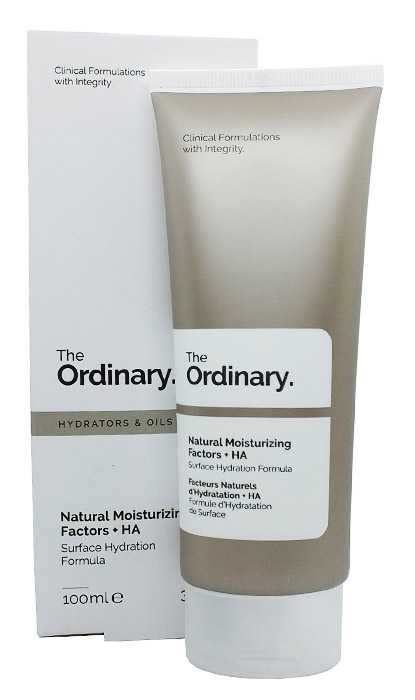 Clinical Formulations
with Integrity.
The
Ordinary.
HYDRATORS & OILS
Natural Moisturizing
Factors + HA
Surface Hydration
Formula
100ml e
Clinical Formulations
with Integrity.
The
Ordinary.
Natural Moisturizing
Factors + HA
Surface Hydration Formula
Facteurs Naturels
d'Hydratation + HA
Formule d'Hydratation
de Surface